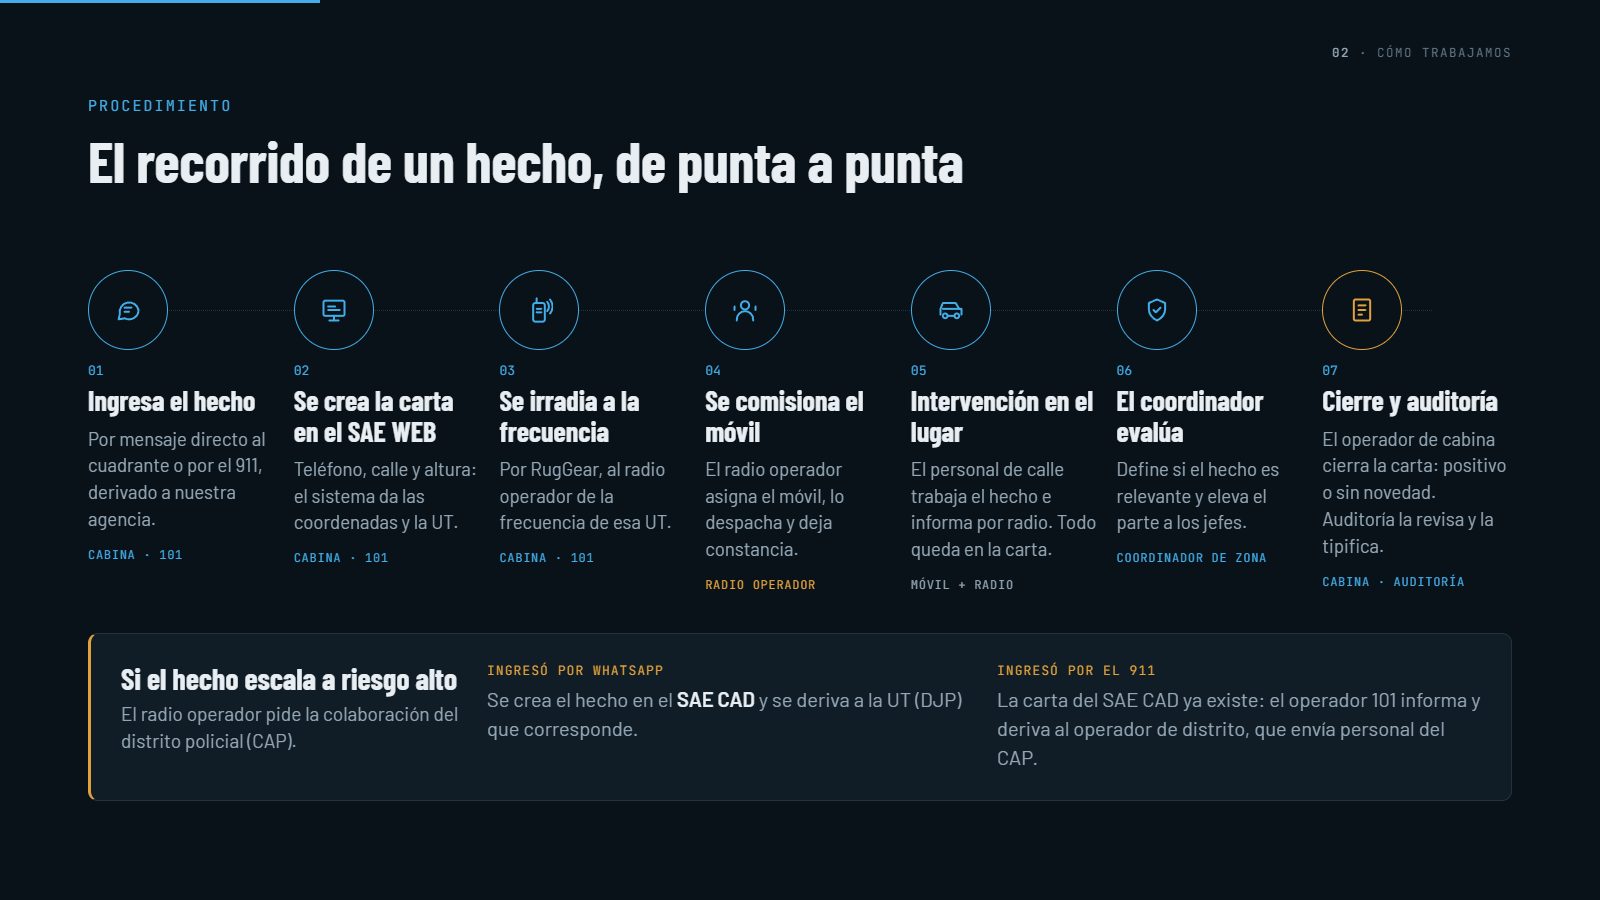 02 · CÓMO TRABAJAMOS
PROCEDIMIENTO
El recorrido de un hecho, de punta a punta
01
Ingresa el hecho
Por mensaje directo al
cuadrante o por el 911,
derivado a nuestra
agencia.
CABINA · 101
02
Se crea la carta
en el SAE WEB
Teléfono, calle y altura:
el sistema da las
coordenadas y la UT.
CABINA · 101
03
Se irradia a la
frecuencia
Por RugGear, al radio
operador de la
frecuencia de esa UT.
CABINA · 101
04
Se comisiona el
móvil
El radio operador
asigna el móvil, lo
despacha y deja
constancia.
RADIO OPERADOR
05
Intervención en el
lugar
El personal de calle
trabaja el hecho e
informa por radio. Todo
queda en la carta.
MÓVIL + RADIO
06
El coordinador
evalúa
Define si el hecho es
relevante y eleva el
parte a los jefes.
COORDINADOR DE ZONA
07
Cierre y auditoría
El operador de cabina
cierra la carta: positivo
o sin novedad.
Auditoría la revisa y la
tipifica.
CABINA · AUDITORÍA
Si el hecho escala a riesgo alto
El radio operador pide la colaboración del
distrito policial (CAP).
INGRESÓ POR WHATSAPP
Se crea el hecho en el SAE CAD y se deriva a la UT (DJP)
que corresponde.
INGRESÓ POR EL 911
La carta del SAE CAD ya existe: el operador 101 informa y
deriva al operador de distrito, que envía personal del
CAP.